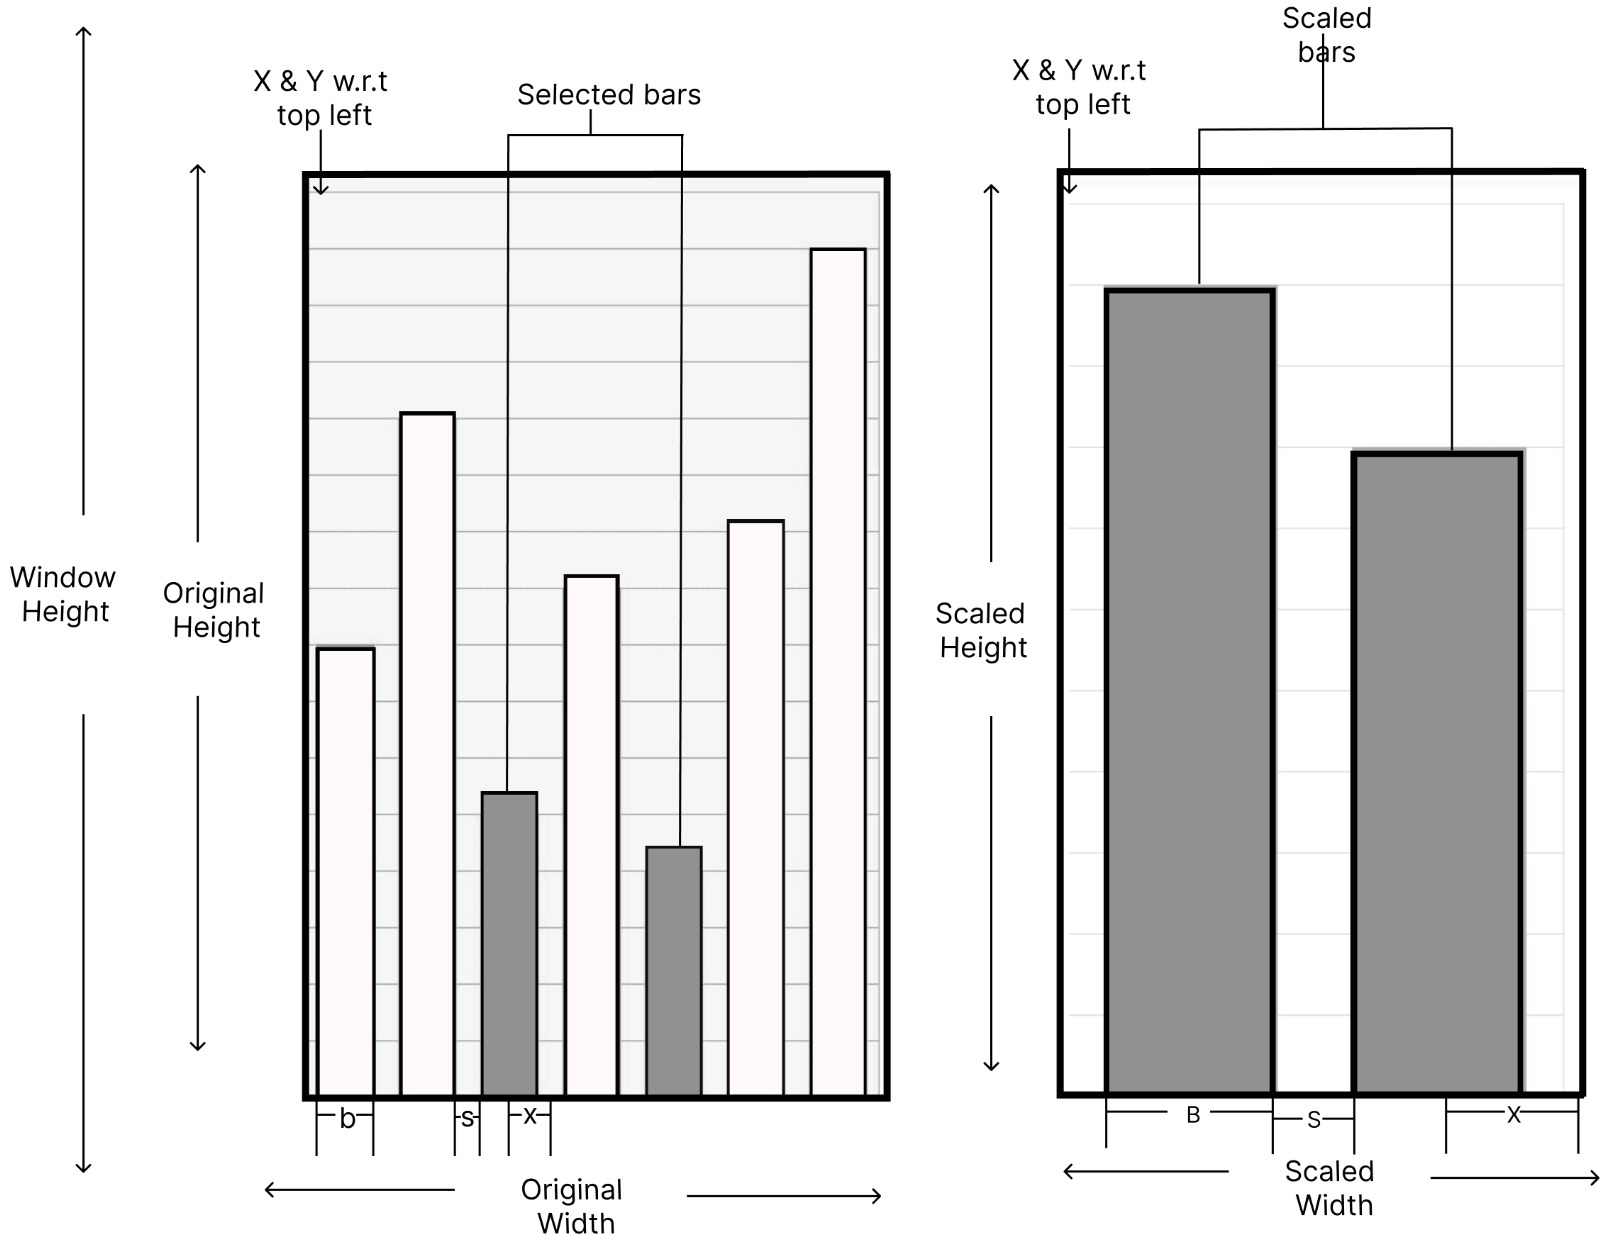 Scaled
bars
X & Y w.r.t
top left
Selected bars
X & Y w.r.t
top left
Window
Height
Original
Height
Scaled
Height
b
s
x
B
S
X
Original
Width
Scaled
Width